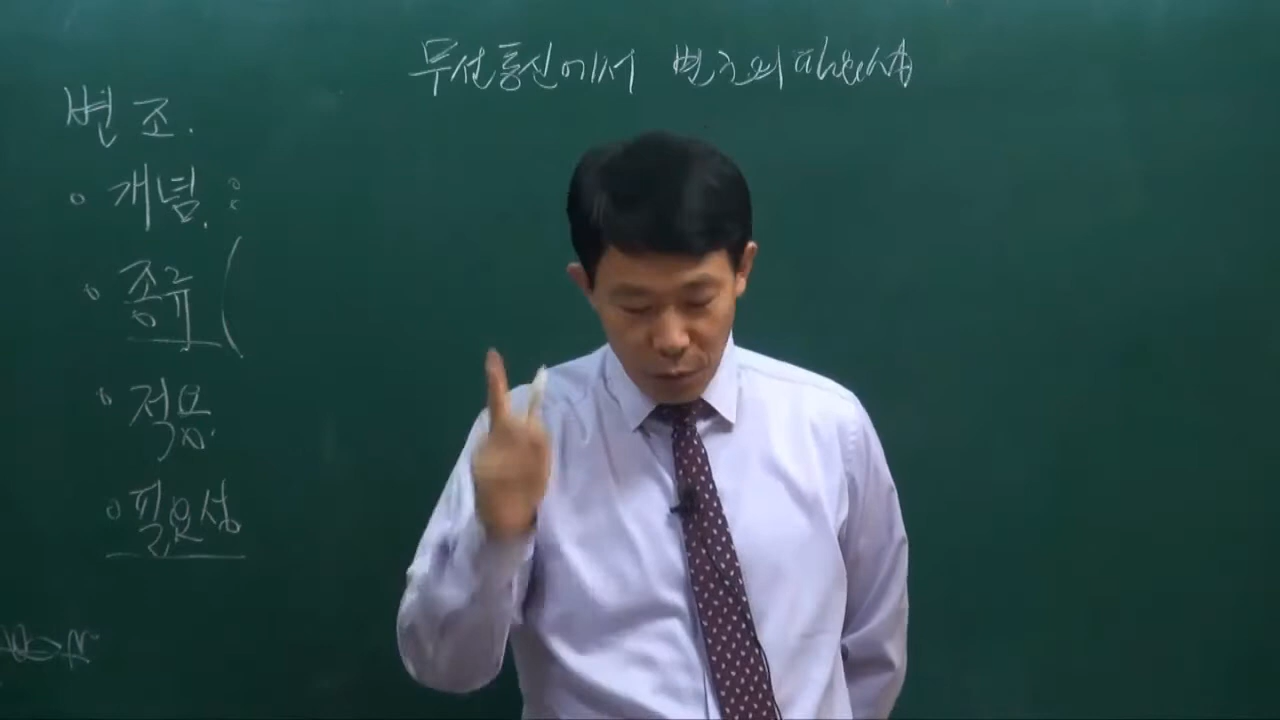 무선통신에서 변조의 필요성
변조.
• 개념. :
• 종류 (
• 적용
• 필요성